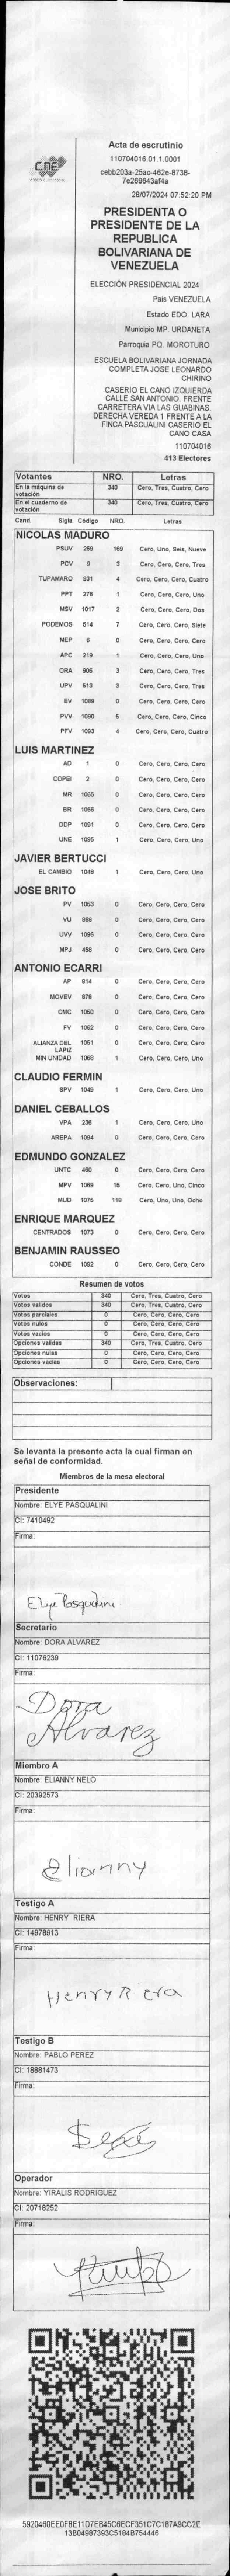 CNE
Acta de escrutinio
110704016.01.1.0001
cebb203a-25ac-462e-8738-
7e269643af4a
28/07/2024 07:52:20 PM
PRESIDENTA O
PRESIDENTE DE LA
REPUBLICA
BOLIVARIANA DE
VENEZUELA
ELECCIÓN PRESIDENCIAL 2024
Pais VENEZUELA
Estado EDO. LARA
Municipio MP. URDANETA
Parroquia PQ. MOROTURO
ESCUELA BOLIVARIANA JORNADA
COMPLETA JOSE LEONARDO
CHIRINO
CASERIO EL CANO IZQUIERDA
CALLE SAN ANTONIO. FRENTE
CARRETERA VIA LAS GUABINAS.
DERECHA VEREDA 1 FRENTE A LA
FINCA PASCUALINI CASERIO EL
CANO CASA
110704016
413 Electores
Votantes NRO. Letras
En la máquina de votación 340 Cero, Tres, Cuatro, Cero
En el cuaderno de votación 340 Cero, Tres, Cuatro, Cero
Cand. Sigla Código NRO. Letras
NICOLAS MADURO
PSUV 269 169 Cero, Uno, Seis, Nueve
PCV 9 3 Cero, Cero, Cero, Tres
TUPAMARO 931 4 Cero, Cero, Cero, Cuatro
PPT 276 1 Cero, Cero, Cero, Uno
MSV 1017 2 Cero, Cero, Cero, Dos
PODEMOS 514 7 Cero, Cero, Cero, Siete
MEP 6 0 Cero, Cero, Cero, Cero
APC 219 1 Cero, Cero, Cero, Uno
ORA 906 3 Cero, Cero, Cero, Tres
UPV 613 3 Cero, Cero, Cero, Tres
EV 1089 0 Cero, Cero, Cero, Cero
PVV 1090 5 Cero, Cero, Cero, Cinco
PFV 1093 4 Cero, Cero, Cero, Cuatro
LUIS MARTINEZ
AD 1 0 Cero, Cero, Cero, Cero
COPEI 2 0 Cero, Cero, Cero, Cero
MR 1065 0 Cero, Cero, Cero, Cero
BR 1066 0 Cero, Cero, Cero, Cero
DDP 1091 0 Cero, Cero, Cero, Cero
UNE 1095 1 Cero, Cero, Cero, Uno
JAVIER BERTUCCI
EL CAMBIO 1048 1 Cero, Cero, Cero, Uno
JOSE BRITO
PV 1053 0 Cero, Cero, Cero, Cero
VU 969 0 Cero, Cero, Cero, Cero
UVV 1096 0 Cero, Cero, Cero, Cero
MPJ 458 0 Cero, Cero, Cero, Cero
ANTONIO ECARRI
AP 814 0 Cero, Cero, Cero, Cero
MOVEV 979 0 Cero, Cero, Cero, Cero
CMC 1050 0 Cero, Cero, Cero, Cero
FV 1062 0 Cero, Cero, Cero, Cero
ALIANZA DEL LAPIZ 1051 0 Cero, Cero, Cero, Cero
MIN UNIDAD 1068 1 Cero, Cero, Cero, Uno
CLAUDIO FERMIN
SPV 1049 1 Cero, Cero, Cero, Uno
DANIEL CEBALLOS
VPA 236 1 Cero, Cero, Cero, Uno
AREPA 1094 0 Cero, Cero, Cero, Cero
EDMUNDO GONZALEZ
UNTC 480 0 Cero, Cero, Cero, Cero
MPV 1069 15 Cero, Cero, Uno, Cinco
MUD 1075 118 Cero, Uno, Uno, Ocho
ENRIQUE MARQUEZ
CENTRADOS 1073 0 Cero, Cero, Cero, Cero
BENJAMIN RAUSSEO
CONDE 1092 0 Cero, Cero, Cero, Cero
Resumen de votos
Votos 340 Cero, Tres, Cuatro, Cero
Votos validos 340 Cero, Tres, Cuatro, Cero
Votos parciales 0 Cero, Cero, Cero, Cero
Votos nulos 0 Cero, Cero, Cero, Cero
Votos vacios 0 Cero, Cero, Cero, Cero
Opciones validas 340 Cero, Tres, Cuatro, Cero
Opciones nulas 0 Cero, Cero, Cero, Cero
Opciones vacias 0 Cero, Cero, Cero, Cero
Observaciones:
Se levanta la presente acta la cual firman en
señal de conformidad.
Miembros de la mesa electoral
Presidente
Nombre: ELYE PASQUALINI
CI: 7410492
Firma:
Elye Pasqualini
Secretario
Nombre: DORA ALVAREZ
CI: 11076239
Firma:
Dora
Alvarez
Miembro A
Nombre: ELIANNY NELO
CI: 20392573
Firma:
Elianny
Testigo A
Nombre: HENRY RIERA
CI: 14978913
Firma:
Henry Riera
Testigo B
Nombre: PABLO PEREZ
CI: 18881473
Firma:
Operador
Nombre: YIRALIS RODRIGUEZ
CI: 20718252
Firma:
5920460EE0F8E11D7EB45C6ECF351C7C187A9CC2E
13B04987393C5184B754446